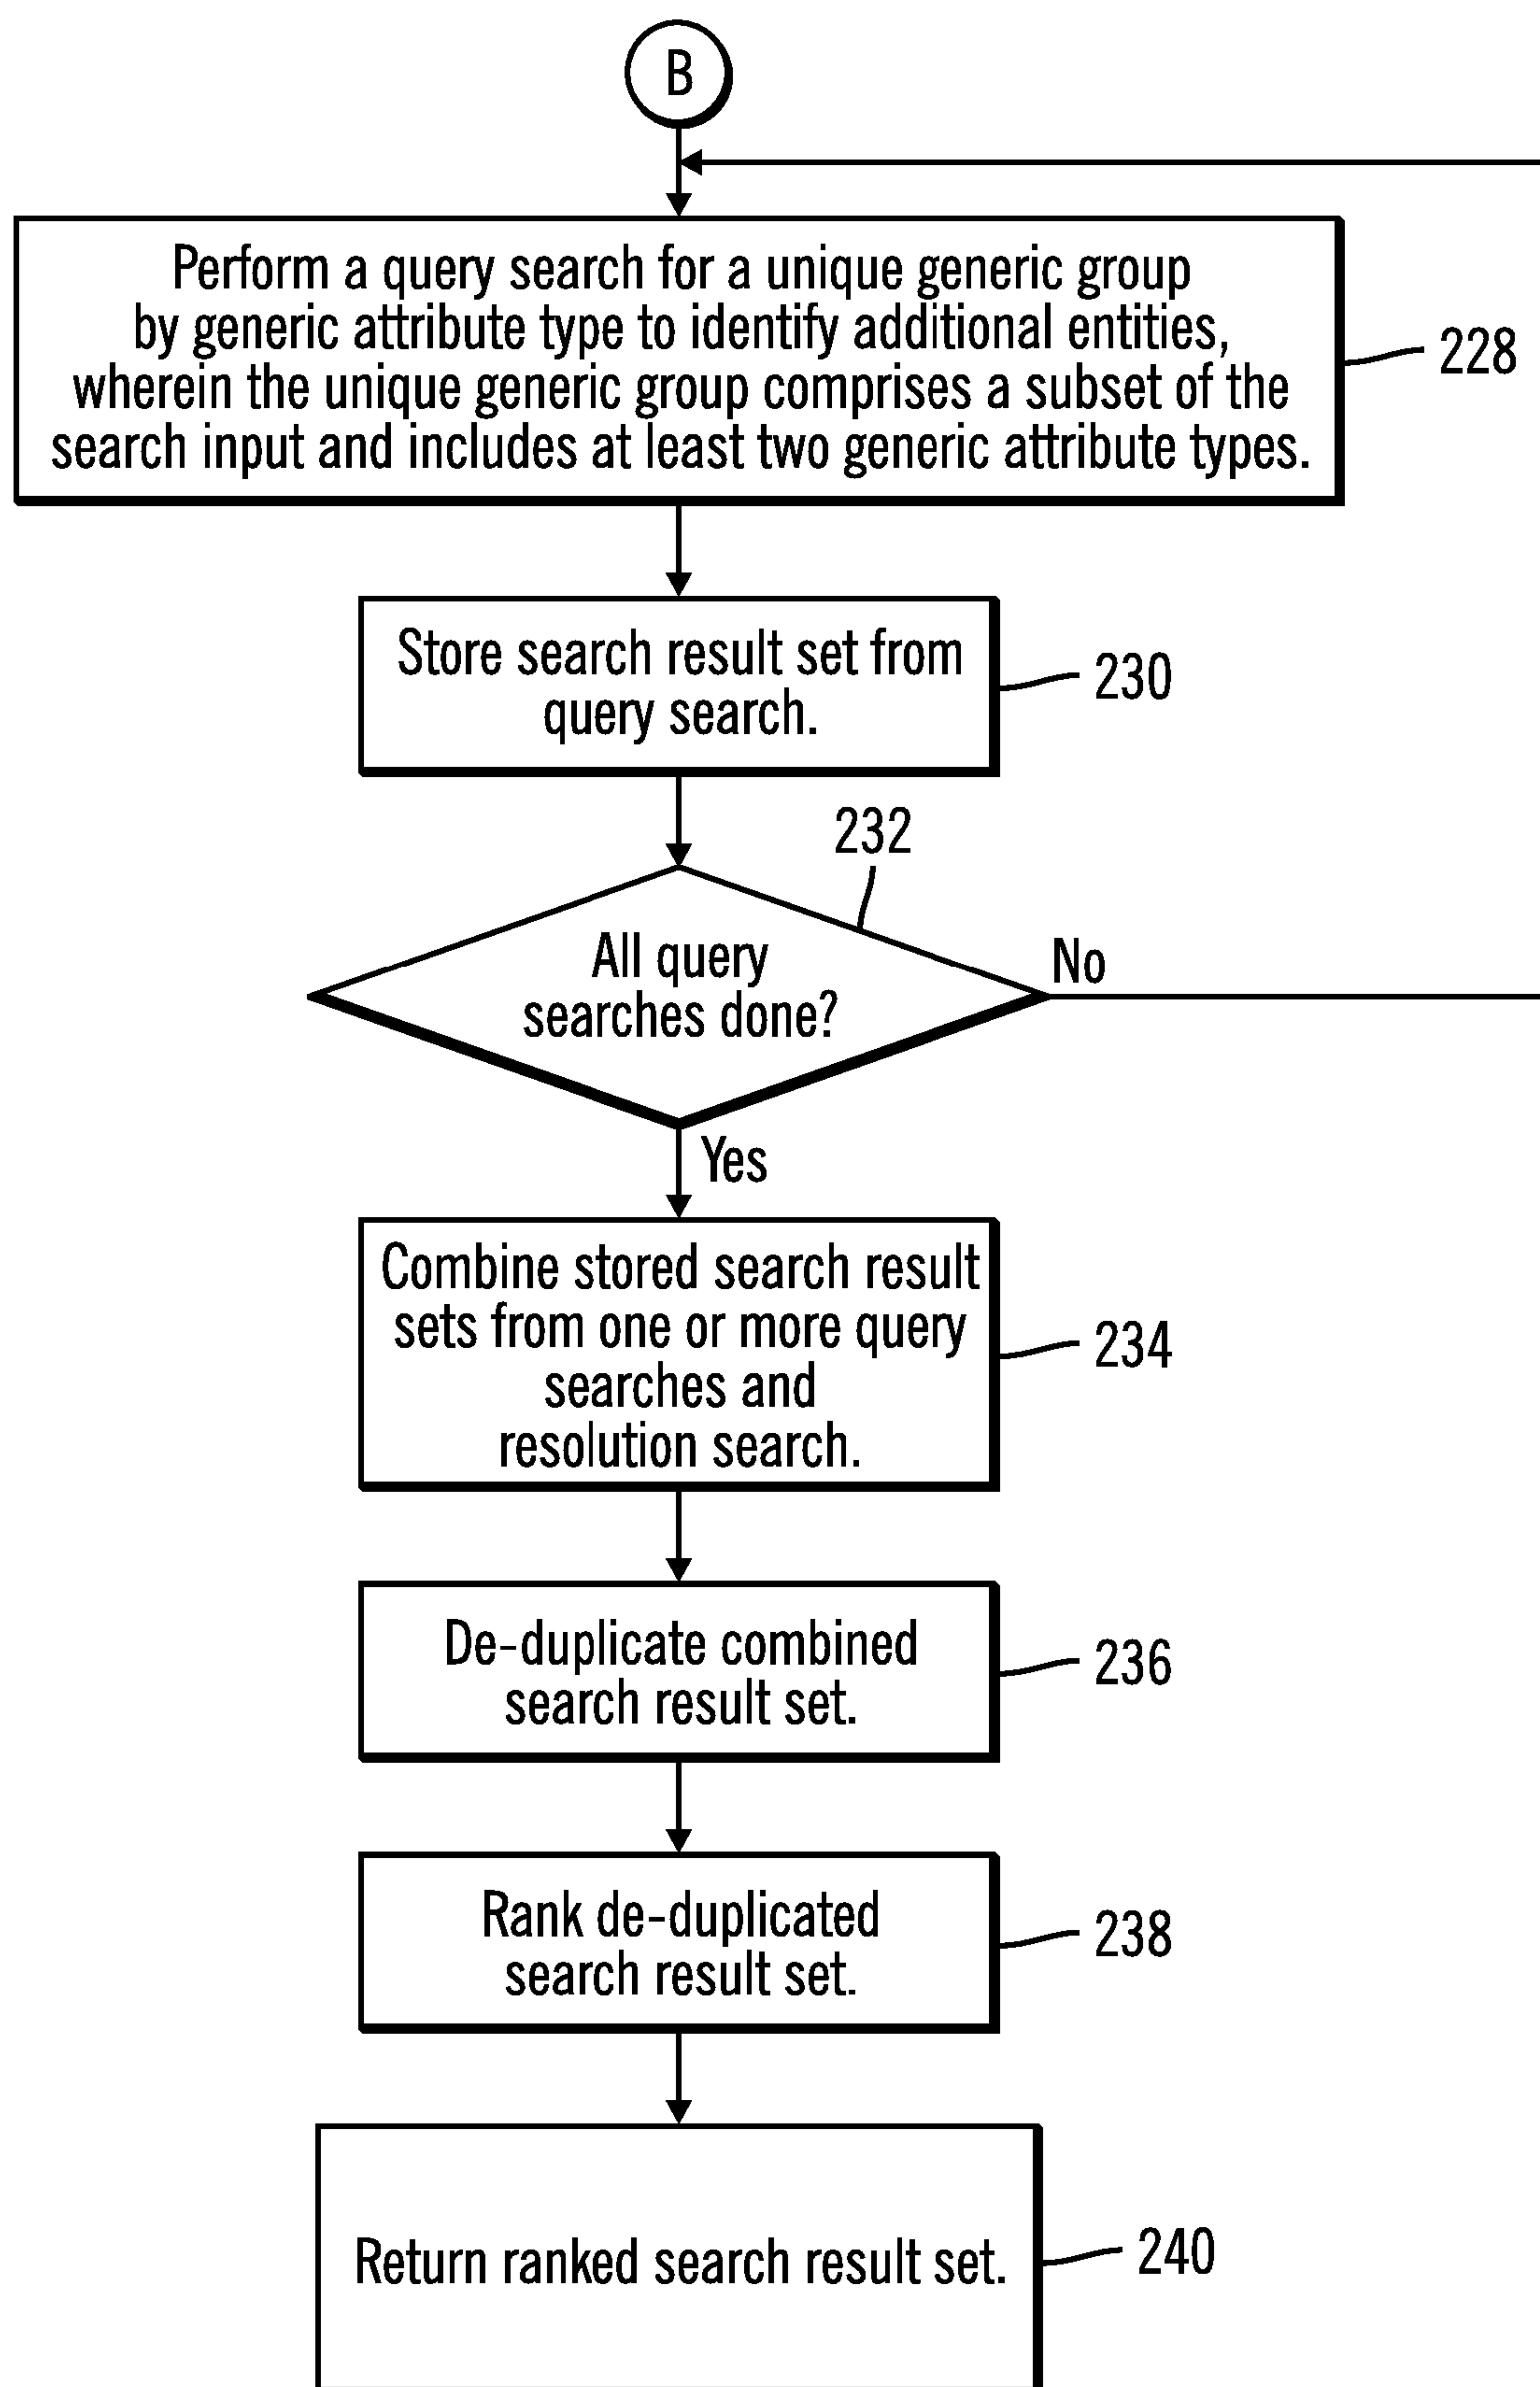 B
Perform a query search for a unique generic group
by generic attribute type to identify additional entities,
wherein the unique generic group comprises a subset of the
search input and includes at least two generic attribute types.
228
Store search result set from
query search.
230
232
All query
searches done?
No
Yes
Combine stored search result
sets from one or more query
searches and
resolution search.
234
De-duplicate combined
search result set.
236
Rank de-duplicated
search result set.
238
Return ranked search result set.
240